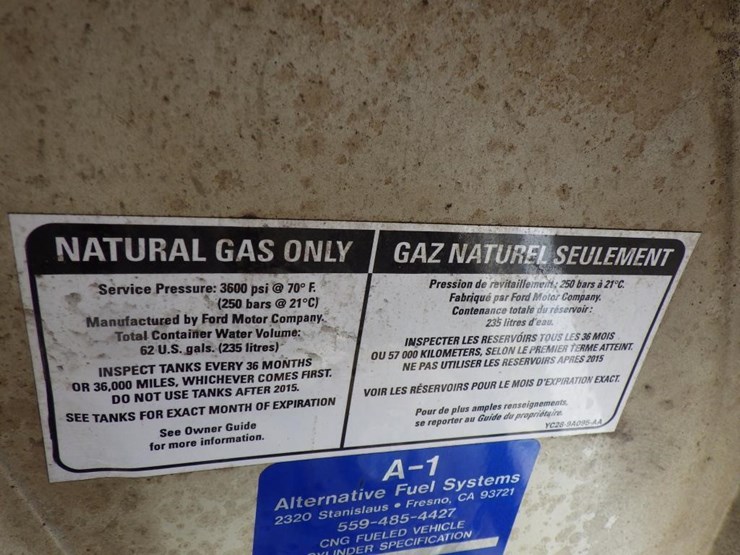 NATURAL GAS ONLY
Service Pressure: 3600 psi @ 70° F.
(250 bars @ 21°C)
Manufactured by Ford Motor Company.
Total Container Water Volume:
62 U.S. gals. (235 litres)
INSPECT TANKS EVERY 36 MONTHS
OR 36,000 MILES, WHICHEVER COMES FIRST.
DO NOT USE TANKS AFTER 2015.
SEE TANKS FOR EXACT MONTH OF EXPIRATION
See Owner Guide
for more information.
GAZ NATUREL SEULEMENT
Pression de revitaillement: 250 bars à 21°C.
Fabriqué par Ford Motor Company.
Contenance totale du réservoir:
235 litres d'eau.
INSPECTER LES RESERVOIRS TOUS LES 36 MOIS
OU 57 000 KILOMETERS, SELON LE PREMIER TERME ATTEINT.
NE PAS UTILISER LES RESERVOIRS APRES 2015
VOIR LES RÉSERVOIRS POUR LE MOIS D'EXPIRATION EXACT.
Pour de plus amples renseignements,
se reporter au Guide du propriétaire.
YC28-9A095-AA
A-1
Alternative Fuel Systems
2320 Stanislaus • Fresno, CA 93721
559-485-4427
CNG FUELED VEHICLE
CYLINDER SPECIFICATION